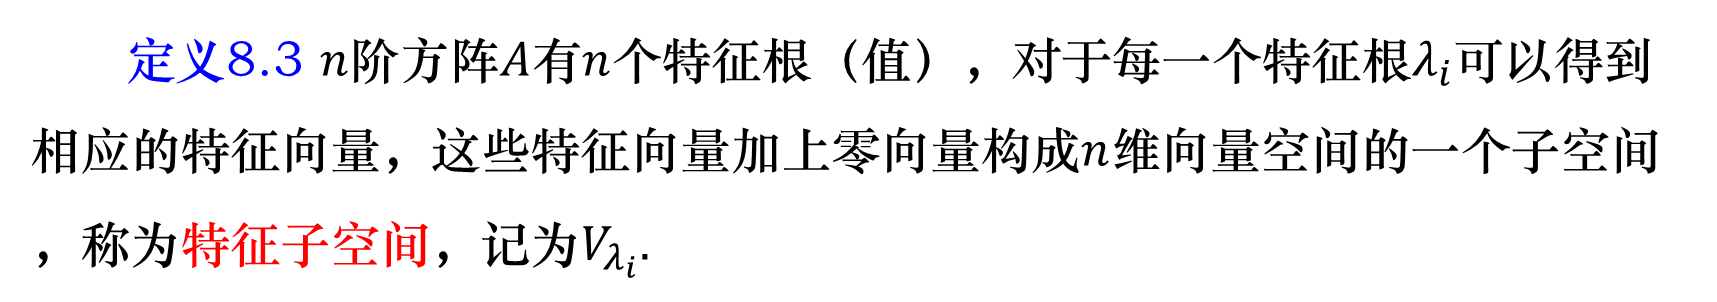 定义8.3 n阶方阵A有n个特征根（值），对于每一个特征根λᵢ可以得到
相应的特征向量，这些特征向量加上零向量构成n维向量空间的一个子空间
，称为特征子空间，记为V_{λᵢ}.